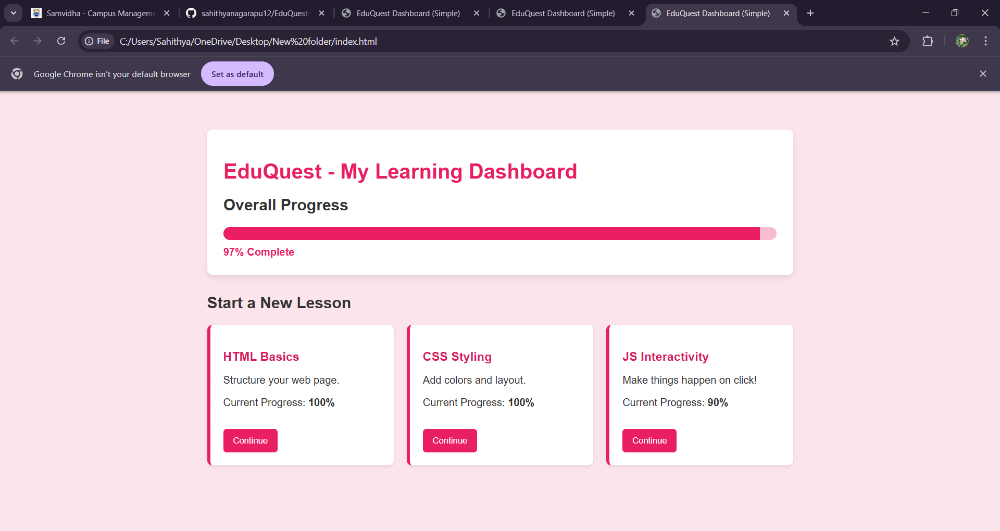 Samvidha - Campus Manageme
sahithyanagarapu12/EduQuest-
EduQuest Dashboard (Simple)
EduQuest Dashboard (Simple)
EduQuest Dashboard (Simple)
File
C:/Users/Sahithya/OneDrive/Desktop/New%20folder/index.html
Google Chrome isn't your default browser
Set as default
EduQuest - My Learning Dashboard
Overall Progress
97% Complete
Start a New Lesson
HTML Basics
Structure your web page.
Current Progress: 100%
Continue
CSS Styling
Add colors and layout.
Current Progress: 100%
Continue
JS Interactivity
Make things happen on click!
Current Progress: 90%
Continue